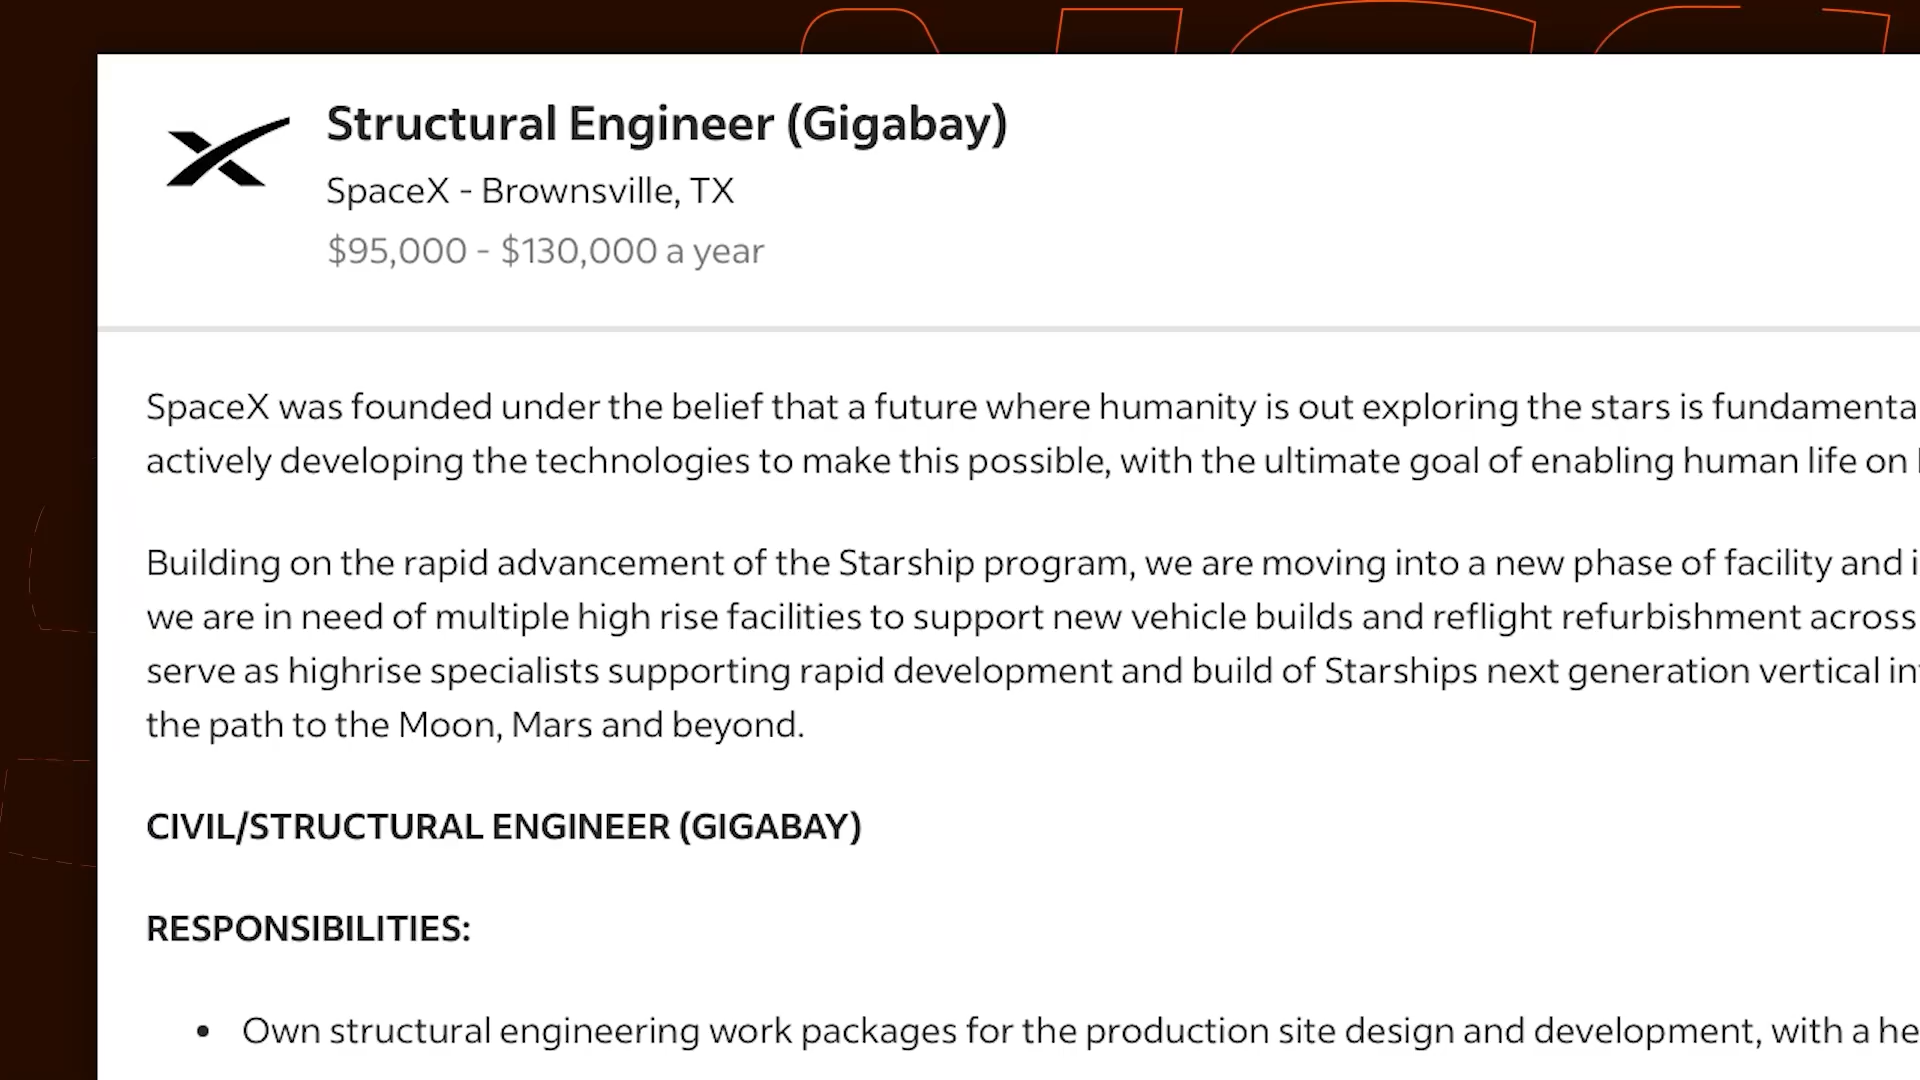 Structural Engineer (Gigabay)
SpaceX - Brownsville, TX
$95,000 - $130,000 a year
SpaceX was founded under the belief that a future where humanity is out exploring the stars is
actively developing the technologies to make this possible, with the ultimate goal of enabling human life on
Building on the rapid advancement of the Starship program, we are moving into a new phase of facility and
we are in need of multiple high rise facilities to support new vehicle builds and reflight refurbishment across
serve as highrise specialists supporting rapid development and build of Starships next generation vertical
the path to the Moon, Mars and beyond.
CIVIL/STRUCTURAL ENGINEER (GIGABAY)
RESPONSIBILITIES:
• Own structural engineering work packages for the production site design and development, with a